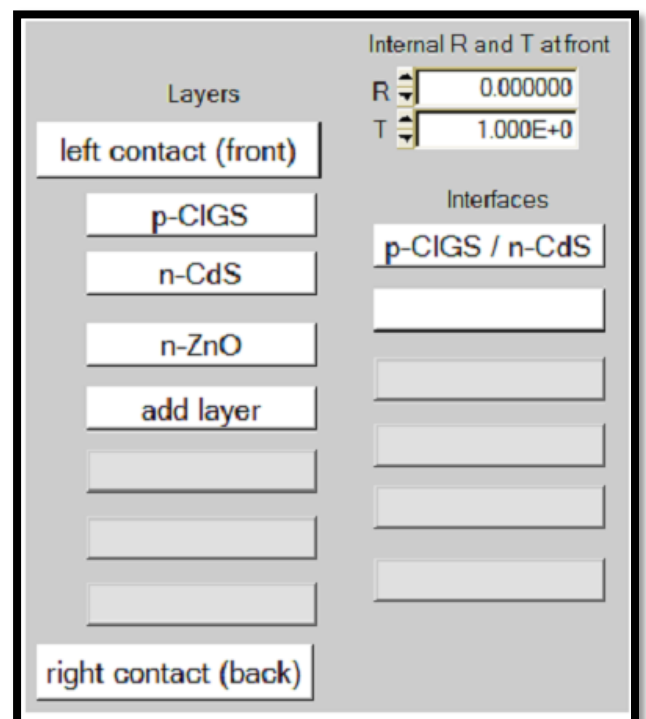 Internal R and T at front
R 0.000000
T 1.000E+0
Layers
left contact (front)
p-CIGS
n-CdS
n-ZnO
add layer
right contact (back)
Interfaces
p-CIGS / n-CdS